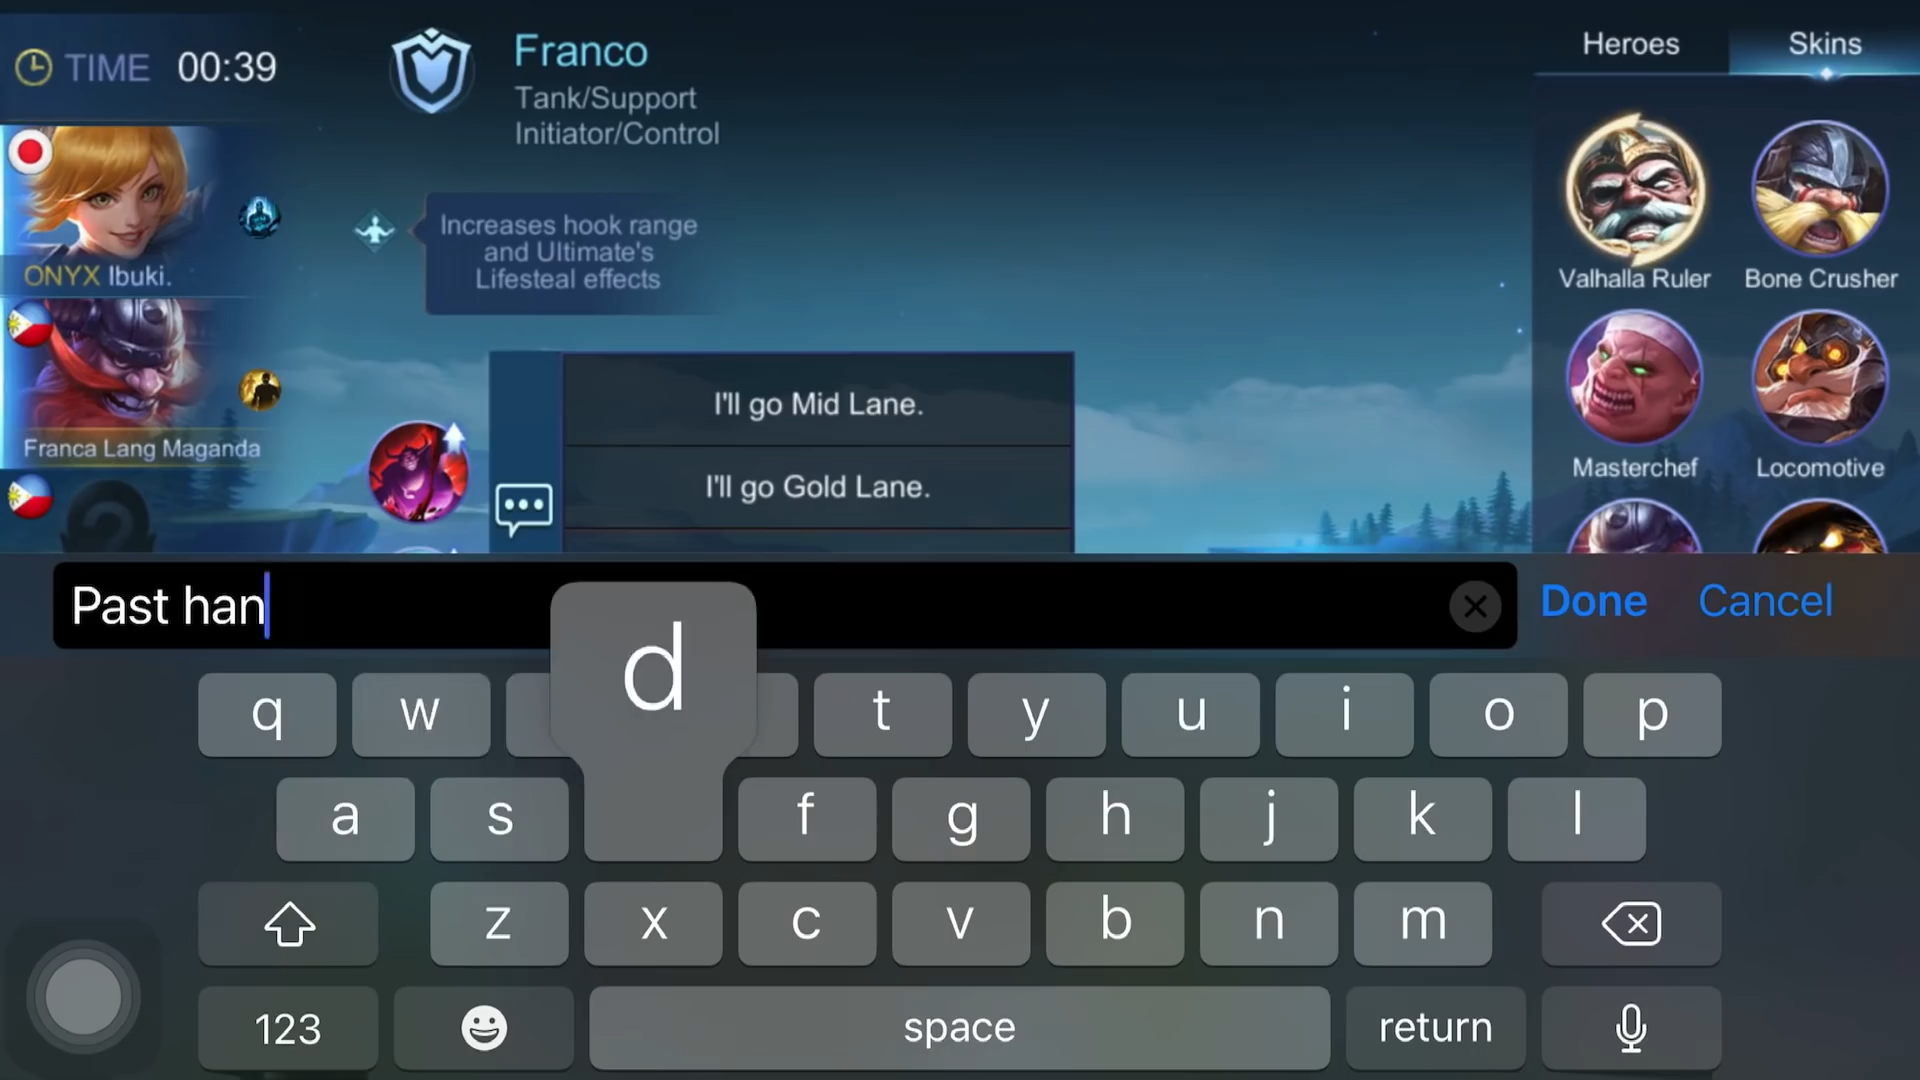 TIME 00:39
Franco
Tank/Support
Initiator/Control
Heroes
Skins
ONYX Ibuki.
Increases hook range
and Ultimate's
Lifesteal effects
Valhalla Ruler
Bone Crusher
Franca Lang Maganda
I'll go Mid Lane.
I'll go Gold Lane.
Masterchef
Locomotive
Past han
Done
Cancel
d
q w t y u i o p
a s f g h j k l
z x c v b n m
123 space return